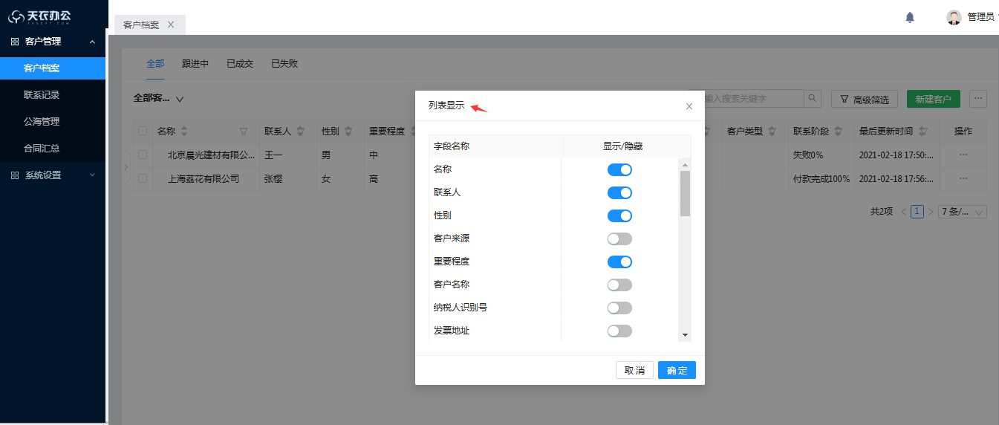 天衣办公
客户档案
管理员
客户管理
客户档案
联系记录
公海管理
合同汇总
系统设置
全部 跟进中 已成交 已失败
全部客...
输入搜索关键字
高级筛选
新建客户
名称 联系人 性别 重要程度 客户类型 联系阶段 最后更新时间 操作
北京晨光建材有限公... 王一 男 中 失败0% 2021-02-18 17:50:...
上海荔花有限公司 张樱 女 高 付款完成100% 2021-02-18 17:56:...
共2项 1 7 条/...
列表显示
字段名称 显示/隐藏
名称
联系人
性别
客户来源
重要程度
客户名称
纳税人识别号
发票地址
取 消 确 定